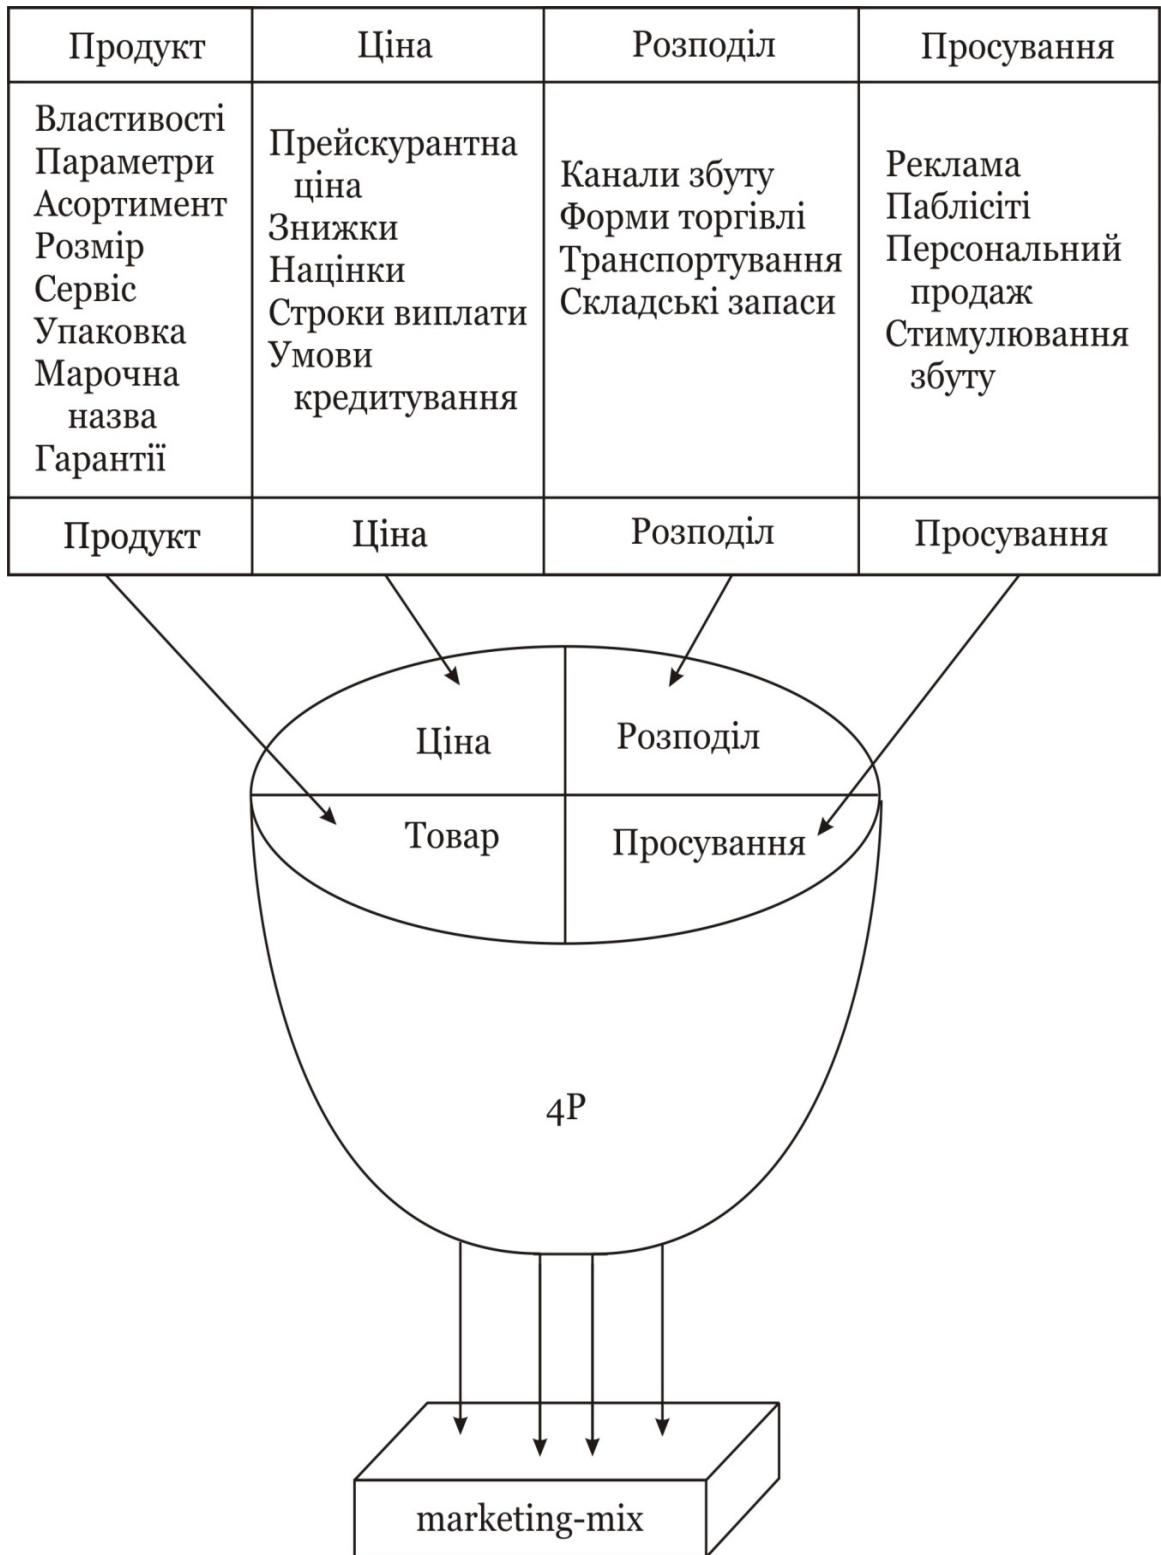 Продукт
Ціна
Розподіл
Просування
Властивості
Параметри
Асортимент
Розмір
Сервіс
Упаковка
Марочна
назва
Гарантії
Прейскурантна
ціна
Знижки
Націнки
Строки виплати
Умови
кредитування
Канали збуту
Форми торгівлі
Транспортування
Складські запаси
Реклама
Паблісіті
Персональний
продаж
Стимулювання
збуту
Продукт
Ціна
Розподіл
Просування
Ціна
Розподіл
Товар
Просування
4P
marketing-mix